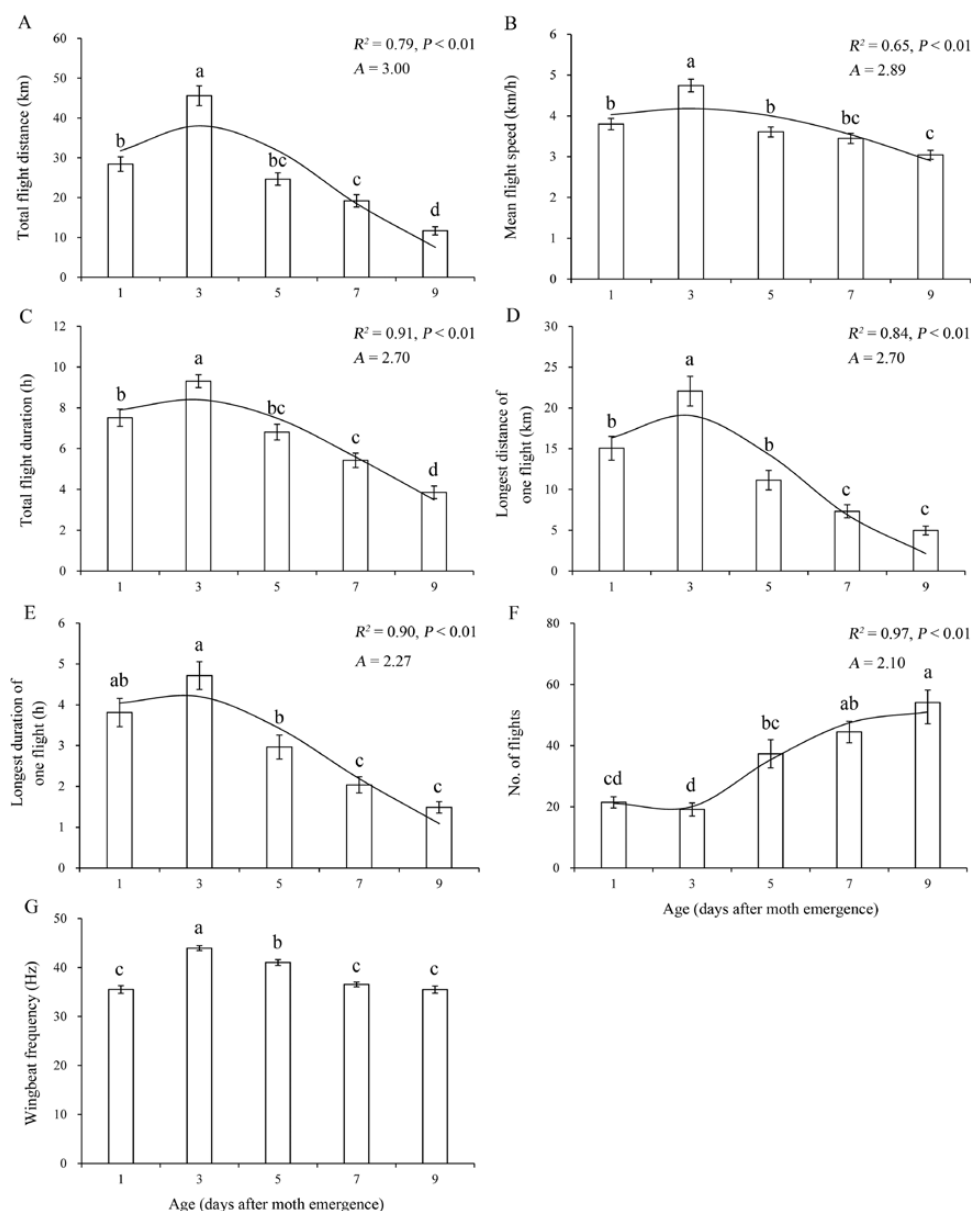 A
R² = 0.79, P < 0.01
A = 3.00
Total flight distance (km)
60
50
40
30
20
10
0
b
a
bc
c
d
1 3 5 7 9
B
R² = 0.65, P < 0.01
A = 2.89
Mean flight speed (km/h)
6
5
4
3
2
1
0
b
a
b
bc
c
1 3 5 7 9
C
R² = 0.91, P < 0.01
A = 2.70
Total flight duration (h)
12
10
8
6
4
2
0
b
a
bc
c
d
1 3 5 7 9
D
R² = 0.84, P < 0.01
A = 2.70
Longest distance of
one flight (km)
30
25
20
15
10
5
0
b
a
b
c
c
1 3 5 7 9
E
R² = 0.90, P < 0.01
A = 2.27
Longest duration of
one flight (h)
6
5
4
3
2
1
0
ab
a
b
c
c
1 3 5 7 9
F
R² = 0.97, P < 0.01
A = 2.10
No. of flights
80
60
40
20
0
cd
d
bc
ab
a
1 3 5 7 9
Age (days after moth emergence)
G
Wingbeat frequency (Hz)
50
40
30
20
10
0
c
a
b
c
c
1 3 5 7 9
Age (days after moth emergence)